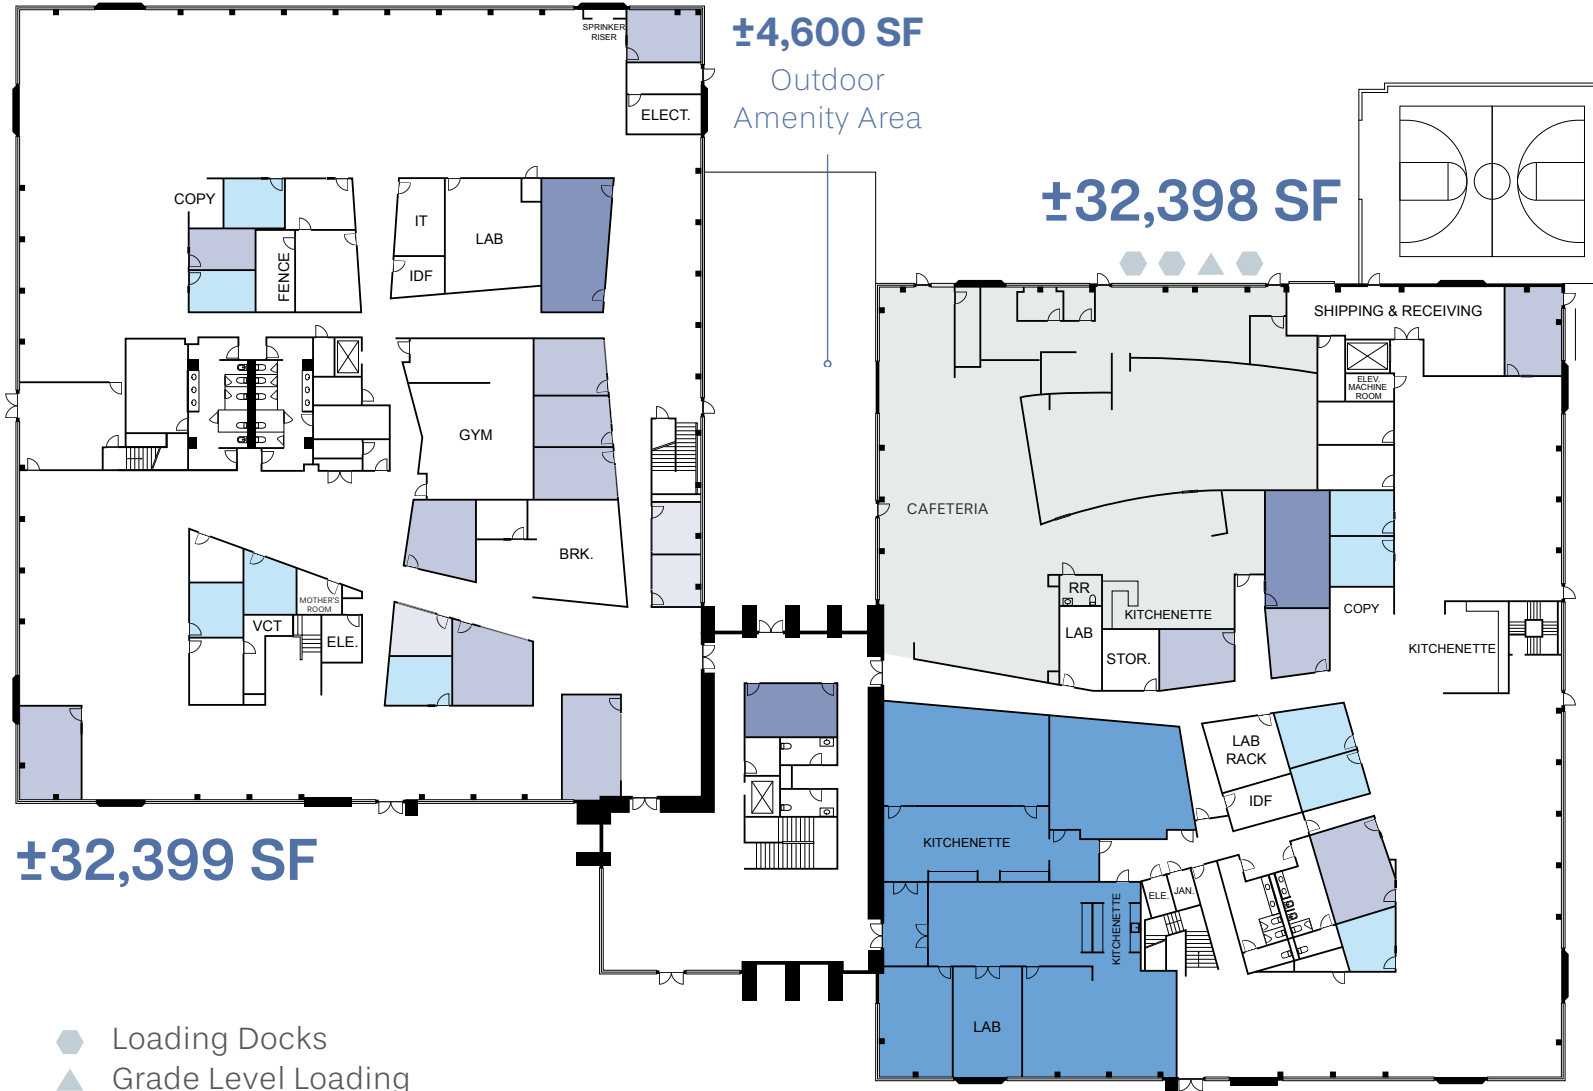 SPRINKER
RISER
±4,600 SF
Outdoor
Amenity Area
ELECT.
±32,398 SF
COPY
IT
LAB
IDF
FENCE
SHIPPING & RECEIVING
ELEV.
MACHINE
ROOM
GYM
CAFETERIA
BRK.
MOTHER'S
ROOM
VCT
ELE.
RR
KITCHENETTE
LAB
STOR.
COPY
KITCHENETTE
LAB
RACK
IDF
±32,399 SF
KITCHENETTE
ELE.
JAN.
KITCHENETTE
LAB
Loading Docks
Grade Level Loading